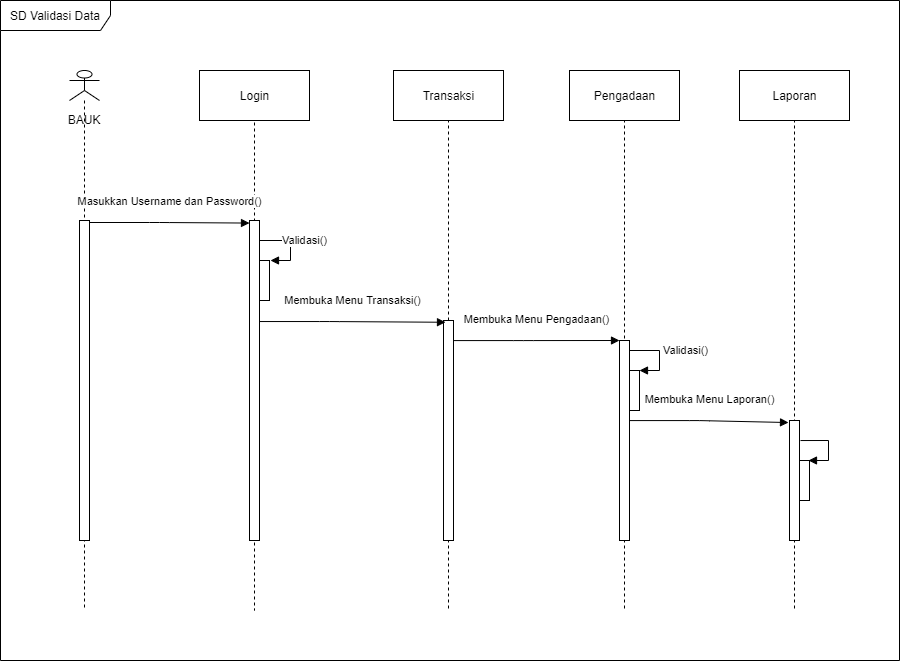 SD Validasi Data
BAUK
Login
Transaksi
Pengadaan
Laporan
Masukkan Username dan Password()
Validasi()
Membuka Menu Transaksi()
Membuka Menu Pengadaan()
Validasi()
Membuka Menu Laporan()